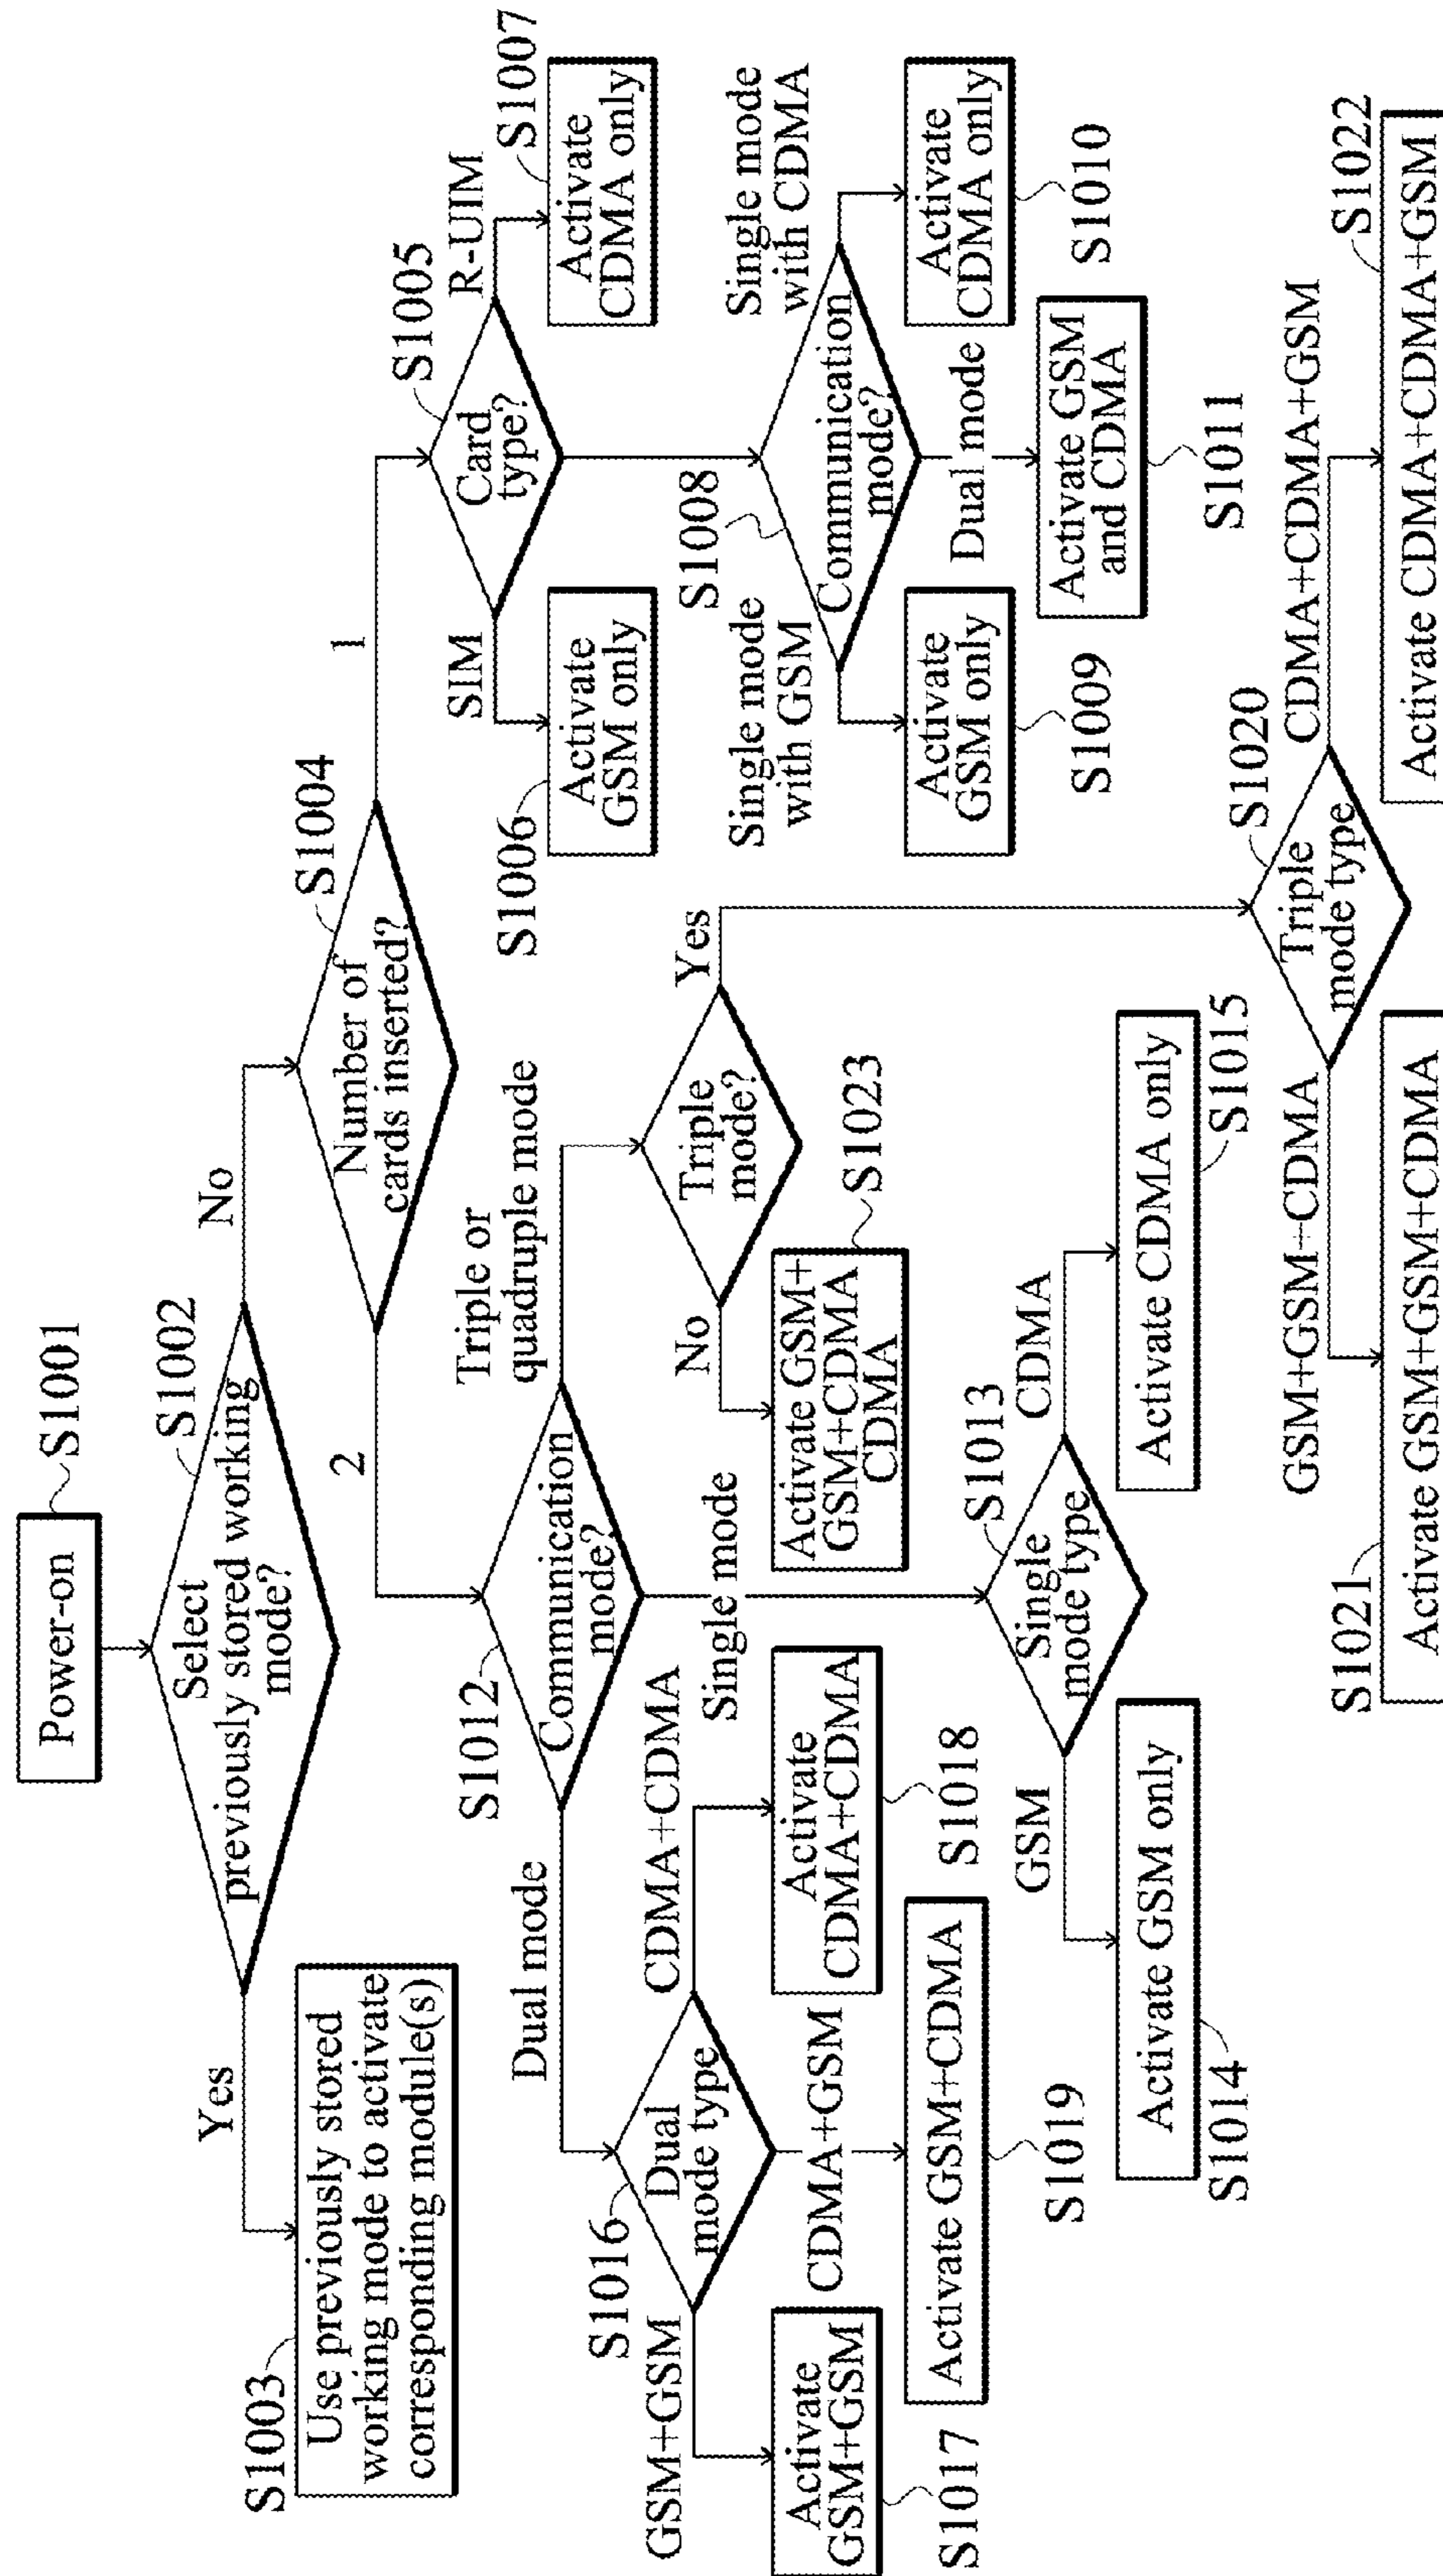 Power-on
S1001
Select
previously stored working
mode?
S1002
Yes
No
S1003
Use previously stored
working mode to activate
corresponding module(s)
Number of
cards inserted?
S1004
2
1
Card
type?
S1005
SIM
R-UIM
S1006
Activate
GSM only
Activate
CDMA only
S1007
S1008
Communication
mode?
Single mode
with GSM
Single mode
with CDMA
Dual mode
Activate
GSM only
S1009
Activate
CDMA only
S1010
Activate GSM
and CDMA
S1011
S1012
Communication
mode?
Dual mode
Single mode
Triple or
quadruple mode
S1016
Dual
mode type
GSM+GSM
CDMA+CDMA
CDMA+GSM
Activate
GSM+GSM
S1017
Activate
CDMA+CDMA
S1018
Activate GSM+CDMA
S1019
Triple
mode?
No
Yes
Activate GSM+
GSM+CDMA
CDMA
S1023
Single
mode type
S1013
GSM
CDMA
Activate GSM only
S1014
Activate CDMA only
S1015
Triple
mode type
S1020
GSM+GSM+CDMA
CDMA+CDMA+GSM
S1021
Activate GSM+GSM+CDMA
S1022
Activate CDMA+CDMA+GSM